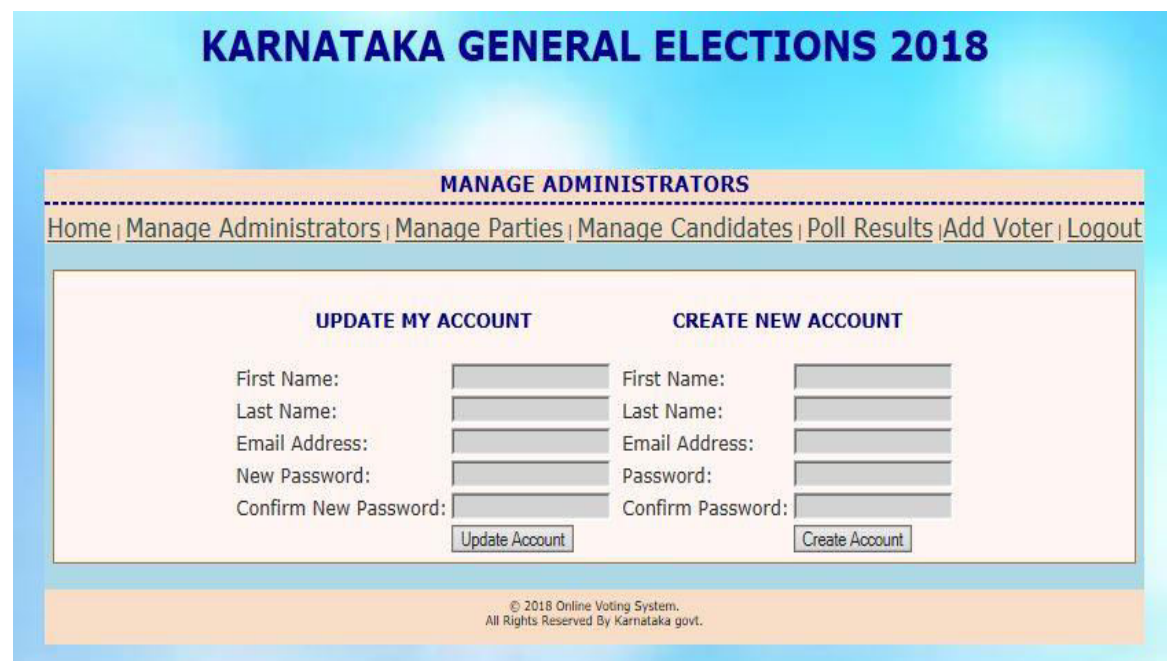 KARNATAKA GENERAL ELECTIONS 2018
MANAGE ADMINISTRATORS
Home | Manage Administrators | Manage Parties | Manage Candidates | Poll Results | Add Voter | Logout
UPDATE MY ACCOUNT
First Name:
Last Name:
Email Address:
New Password:
Confirm New Password:
Update Account
CREATE NEW ACCOUNT
First Name:
Last Name:
Email Address:
Password:
Confirm Password:
Create Account
© 2018 Online Voting System.
All Rights Reserved By Karnataka govt.